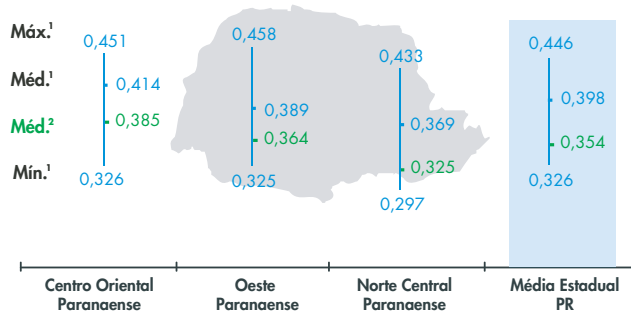 Máx.¹ 0,451 0,458 0,433 0,446
Méd.¹ 0,414 0,389 0,369 0,398
Méd.² 0,385 0,364 0,325 0,354
Mín.¹ 0,326 0,325 0,297 0,326
Centro Oriental Oeste Norte Central Média Estadual
Paranaense Paranaense Paranaense PR